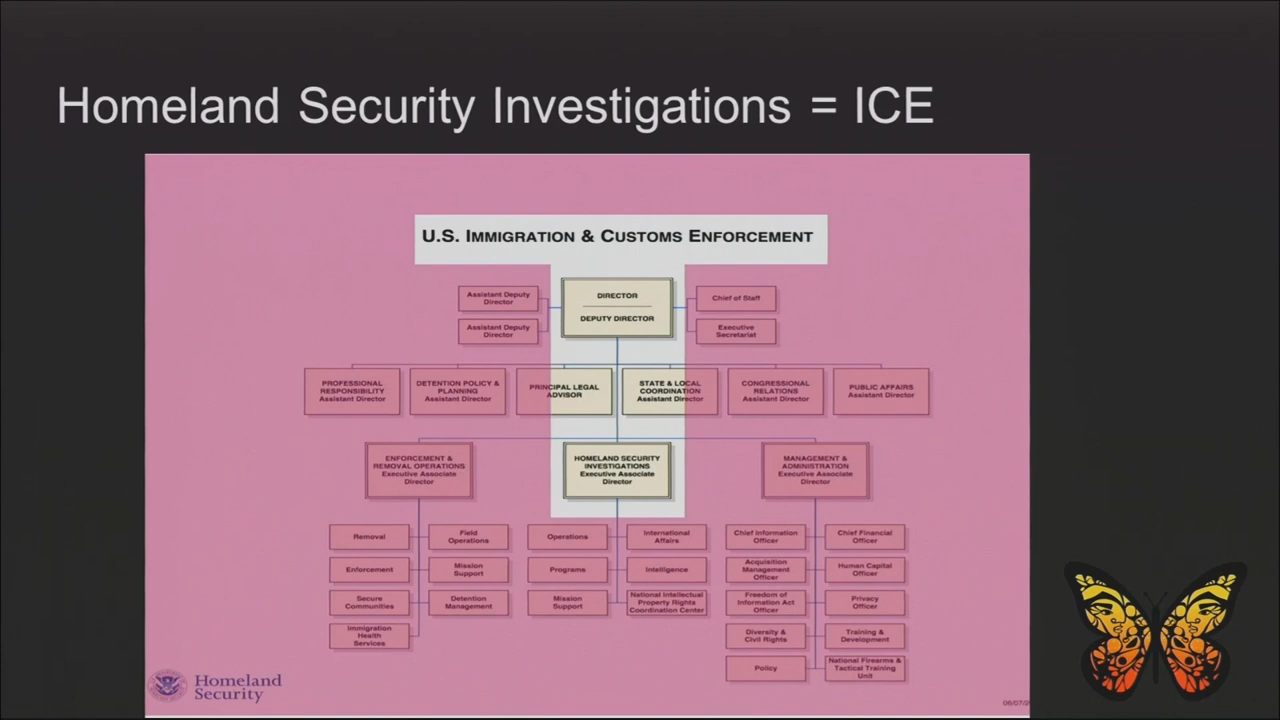 Homeland Security Investigations = ICE
U.S. IMMIGRATION & CUSTOMS ENFORCEMENT
Assistant Deputy
Director
DIRECTOR
DEPUTY DIRECTOR
Chief of Staff
Assistant Deputy
Director
Executive
Secretariat
PROFESSIONAL
RESPONSIBILITY
Assistant Director
DETENTION POLICY &
PLANNING
Assistant Director
PRINCIPAL LEGAL
ADVISOR
STATE & LOCAL
COORDINATION
Assistant Director
CONGRESSIONAL
RELATIONS
Assistant Director
PUBLIC AFFAIRS
Assistant Director
ENFORCEMENT &
REMOVAL OPERATIONS
Executive Associate
Director
HOMELAND SECURITY
INVESTIGATIONS
Executive Associate
Director
MANAGEMENT &
ADMINISTRATION
Executive Associate
Director
Removal
Field
Operations
Enforcement
Mission
Support
Secure
Communities
Detention
Management
Immigration
Health
Services
Operations
International
Affairs
Programs
Intelligence
Mission
Support
National Intellectual
Property Rights
Coordination Center
Chief Information
Officer
Chief Financial
Officer
Acquisition
Management
Officer
Human Capital
Officer
Freedom of
Information Act
Officer
Privacy
Officer
Diversity &
Civil Rights
Training &
Development
Policy
National Firearms &
Tactical Training
Unit
Homeland
Security